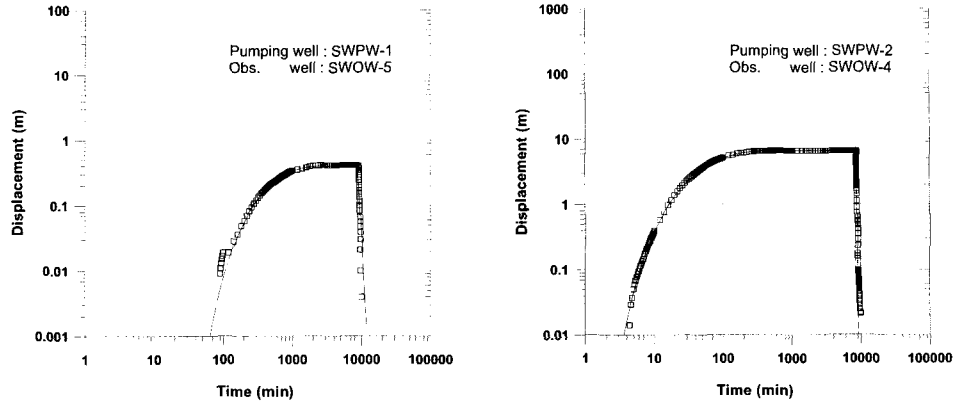 100
Pumping well : SWPW-1
Obs. well : SWOW-5
10
1
0.1
0.01
0.001
Displacement (m)
1 10 100 1000 10000 100000
Time (min)
1000
Pumping well : SWPW-2
Obs. well : SWOW-4
100
10
1
0.1
0.01
Displacement (m)
1 10 100 1000 10000 100000
Time (min)